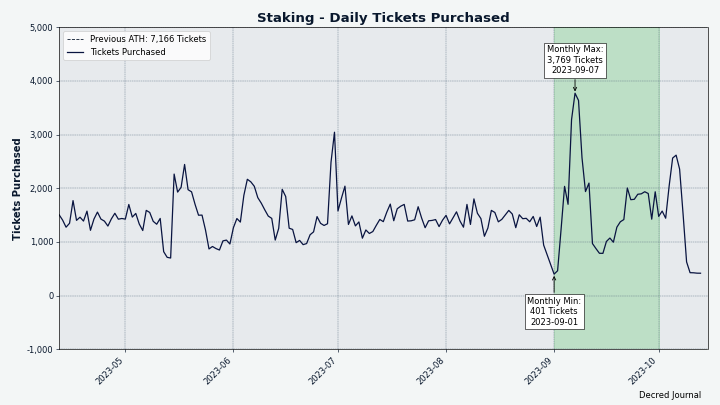 Staking - Daily Tickets Purchased
Previous ATH: 7,166 Tickets
Tickets Purchased
Monthly Max:
3,769 Tickets
2023-09-07
Monthly Min:
401 Tickets
2023-09-01
Tickets Purchased
5,000
4,000
3,000
2,000
1,000
0
-1,000
2023-05
2023-06
2023-07
2023-08
2023-09
2023-10
Decred Journal